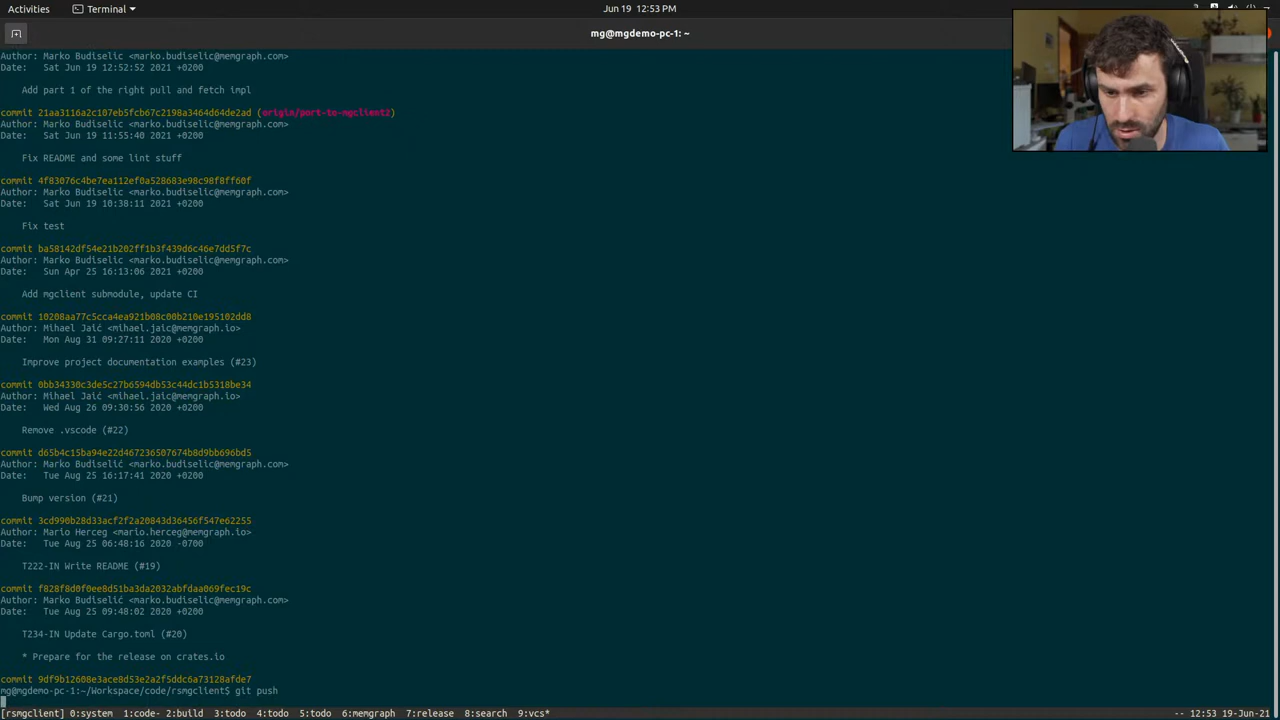 Activities Terminal Jun 19 12:53 PM
mg@mgdemo-pc-1: ~
Author: Marko Budiselic <marko.budiselic@memgraph.com>
Date: Sat Jun 19 12:52:52 2021 +0200
Add part 1 of the right pull and fetch impl
commit 21aa3116a2c107eb5fcb67c2198a3464d64de2ad (origin/port-to-mgclient2)
Author: Marko Budiselic <marko.budiselic@memgraph.com>
Date: Sat Jun 19 11:55:40 2021 +0200
Fix README and some lint stuff
commit 4f83076c4be7ea112ef0a528683e98c98f8ff60f
Author: Marko Budiselic <marko.budiselic@memgraph.com>
Date: Sat Jun 19 10:38:11 2021 +0200
Fix test
commit ba58142df54e21b202ff1b3f439d6c46e7dd5f7c
Author: Marko Budiselic <marko.budiselic@memgraph.com>
Date: Sun Apr 25 16:13:06 2021 +0200
Add mgclient submodule, update CI
commit 10208aa77c5cca4ea921b08c00b210e195102dd8
Author: Mihael Jaić <mihael.jaic@memgraph.io>
Date: Mon Aug 31 09:27:11 2020 +0200
Improve project documentation examples (#23)
commit 0bb34330c3de5c27b6594db53c44dc1b5318be34
Author: Mihael Jaić <mihael.jaic@memgraph.io>
Date: Wed Aug 26 09:30:56 2020 +0200
Remove .vscode (#22)
commit d65b4c15ba94e22d467236507674b8d9bb696bd5
Author: Marko Budiselić <marko.budiselic@memgraph.com>
Date: Tue Aug 25 16:17:41 2020 +0200
Bump version (#21)
commit 3cd990b28d33acf2f2a20843d36456f547e62255
Author: Mario Herceg <mario.herceg@memgraph.io>
Date: Tue Aug 25 06:48:16 2020 -0700
T222-IN Write README (#19)
commit f828f8d0f0ee8d51ba3da2032abfdaa069fec19c
Author: Marko Budiselić <marko.budiselic@memgraph.com>
Date: Tue Aug 25 09:48:02 2020 +0200
T234-IN Update Cargo.toml (#20)
* Prepare for the release on crates.io
commit 9df9b12608e3ace8d53e2a2f5ddc6a73128afde7
mg@mgdemo-pc-1:~/Workspace/code/rsmgclient$ git push
[rsmgclient] 0:system 1:code- 2:build 3:todo 4:todo 5:todo 6:memgraph 7:release 8:search 9:vcs* -- 12:53 19-Jun-21